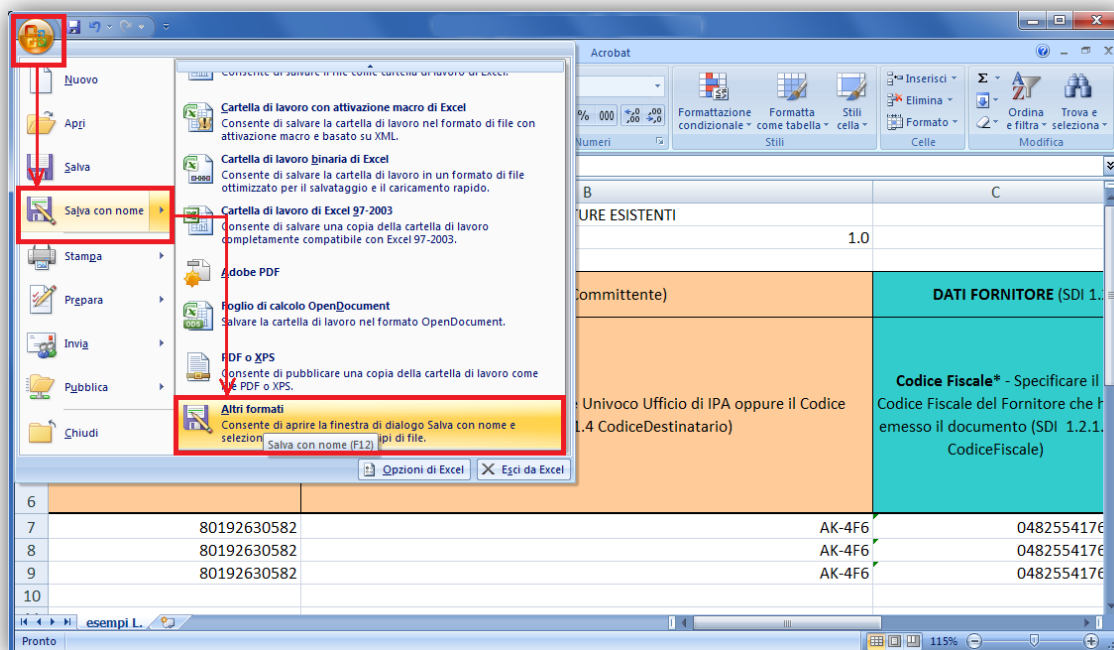 Acrobat
Nuovo
Apri
Salva
Salva con nome
Stampa
Prepara
Invia
Pubblica
Chiudi
Consente di salvare il file come cartella di lavoro di Excel.
Cartella di lavoro con attivazione macro di Excel
Consente di salvare la cartella di lavoro nel formato di file con
attivazione macro e basato su XML.
Cartella di lavoro binaria di Excel
Consente di salvare la cartella di lavoro in un formato di file
ottimizzato per il salvataggio e il caricamento rapido.
Cartella di lavoro di Excel 97-2003
Consente di salvare una copia della cartella di lavoro
completamente compatibile con Excel 97-2003.
Adobe PDF
Foglio di calcolo OpenDocument
Salvare la cartella di lavoro nel formato OpenDocument.
PDF o XPS
Consente di pubblicare una copia della cartella di lavoro come
file PDF o XPS.
Altri formati
Consente di aprire la finestra di dialogo Salva con nome e
selezion ipi di file.
Salva con nome (F12)
Opzioni di Excel
Esci da Excel
% 000
,0 ,00
,00 ,0
Numeri
Formattazione
condizionale
Formatta
come tabella
Stili
cella
Stili
Inserisci
Elimina
Formato
Celle
Σ
Ordina
e filtra
Trova e
seleziona
Modifica
B
C
URE ESISTENTI
1.0
Committente)
DATI FORNITORE (SDI 1.
Univoco Ufficio di IPA oppure il Codice
1.4 CodiceDestinatario)
Codice Fiscale* - Specificare il
Codice Fiscale del Fornitore che h
emesso il documento (SDI 1.2.1.
CodiceFiscale)
6
7 80192630582 AK-4F6 0482554176
8 80192630582 AK-4F6 0482554176
9 80192630582 AK-4F6 0482554176
10
esempi L.
Pronto
115%